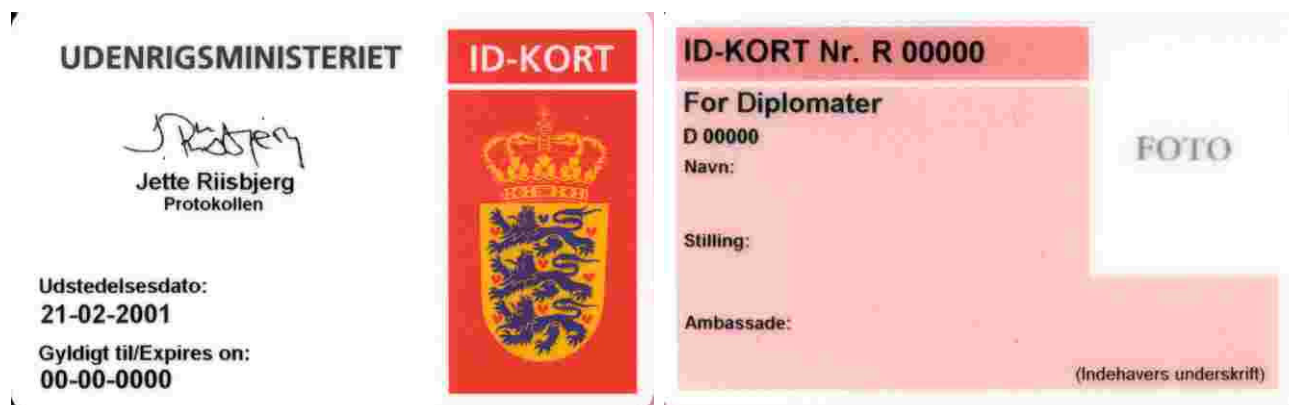 UDENRIGSMINISTERIET
ID-KORT
Jette Riisbjerg
Protokollen
Udstedelsesdato:
21-02-2001
Gyldigt til/Expires on:
00-00-0000
ID-KORT Nr. R 00000
For Diplomater
D 00000
Navn:
FOTO
Stilling:
Ambassade:
(Indehavers underskrift)